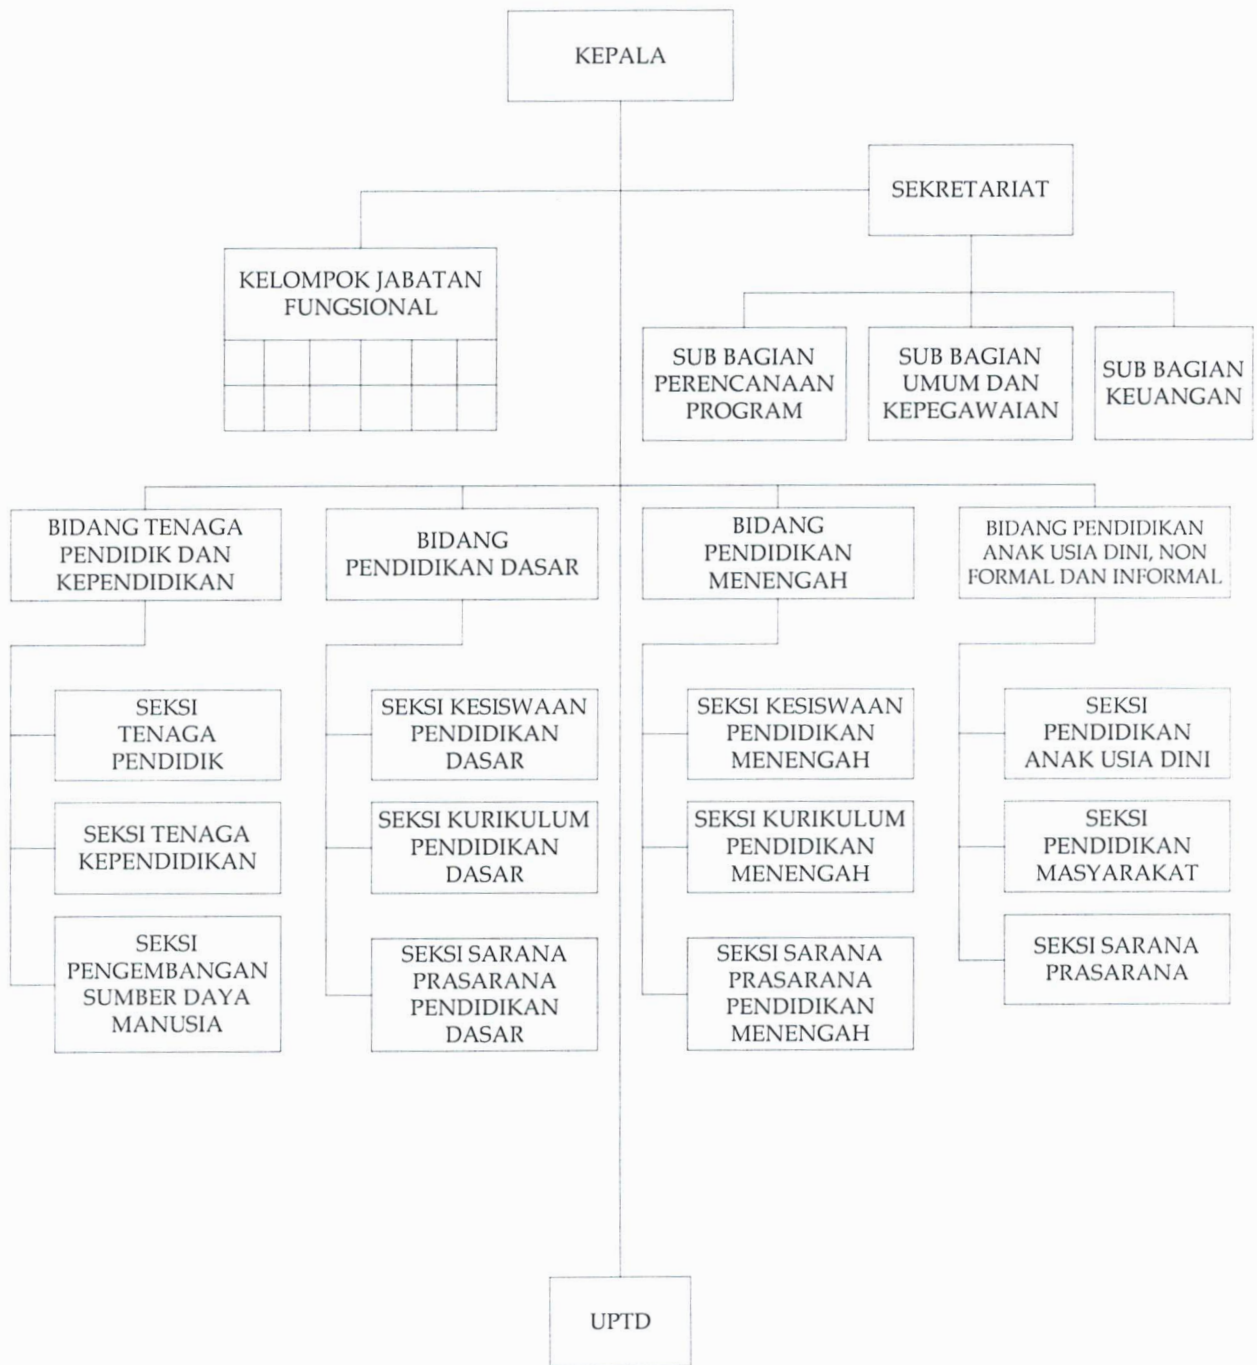 KEPALA
SEKRETARIAT
KELOMPOK JABATAN
FUNGSIONAL
SUB BAGIAN
PERENCANAAN
PROGRAM
SUB BAGIAN
UMUM DAN
KEPEGAWAIAN
SUB BAGIAN
KEUANGAN
BIDANG TENAGA
PENDIDIK DAN
KEPENDIDIKAN
BIDANG
PENDIDIKAN DASAR
BIDANG
PENDIDIKAN
MENENGAH
BIDANG PENDIDIKAN
ANAK USIA DINI, NON
FORMAL DAN INFORMAL
SEKSI
TENAGA
PENDIDIK
SEKSI TENAGA
KEPENDIDIKAN
SEKSI
PENGEMBANGAN
SUMBER DAYA
MANUSIA
SEKSI KESISWAAN
PENDIDIKAN
DASAR
SEKSI KURIKULUM
PENDIDIKAN
DASAR
SEKSI SARANA
PRASARANA
PENDIDIKAN
DASAR
SEKSI KESISWAAN
PENDIDIKAN
MENENGAH
SEKSI KURIKULUM
PENDIDIKAN
MENENGAH
SEKSI SARANA
PRASARANA
PENDIDIKAN
MENENGAH
SEKSI
PENDIDIKAN
ANAK USIA DINI
SEKSI
PENDIDIKAN
MASYARAKAT
SEKSI SARANA
PRASARANA
UPTD